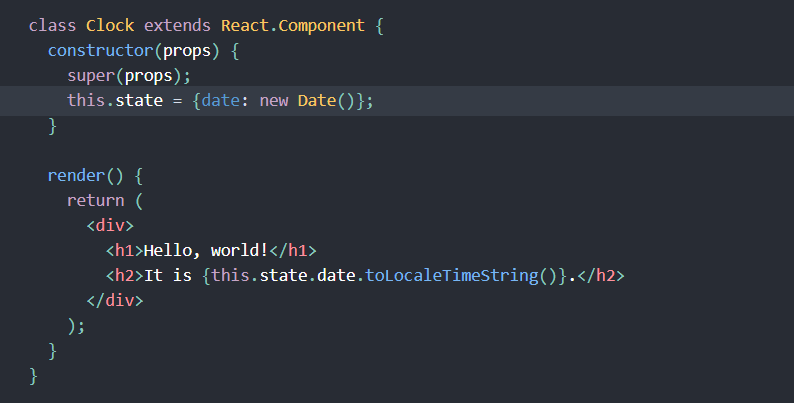 class Clock extends React.Component {
  constructor(props) {
    super(props);
    this.state = {date: new Date()};
  }

  render() {
    return (
      <div>
        <h1>Hello, world!</h1>
        <h2>It is {this.state.date.toLocaleTimeString()}.</h2>
      </div>
    );
  }
}